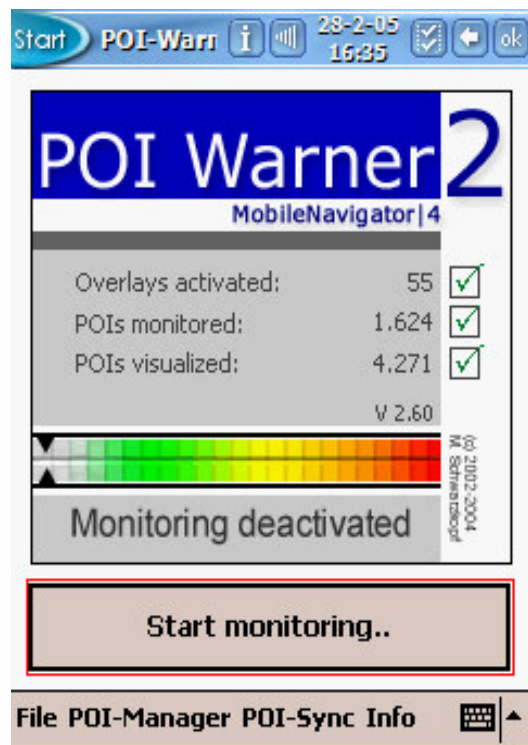 Start POI-Warr 28-2-05 ok
16:35
POI Warner 2
MobileNavigator|4
Overlays activated: 55
POIs monitored: 1.624
POIs visualized: 4.271
V 2.60
(c) 2002-2004
M. Schwarzkopf
Monitoring deactivated
Start monitoring..
File POI-Manager POI-Sync Info